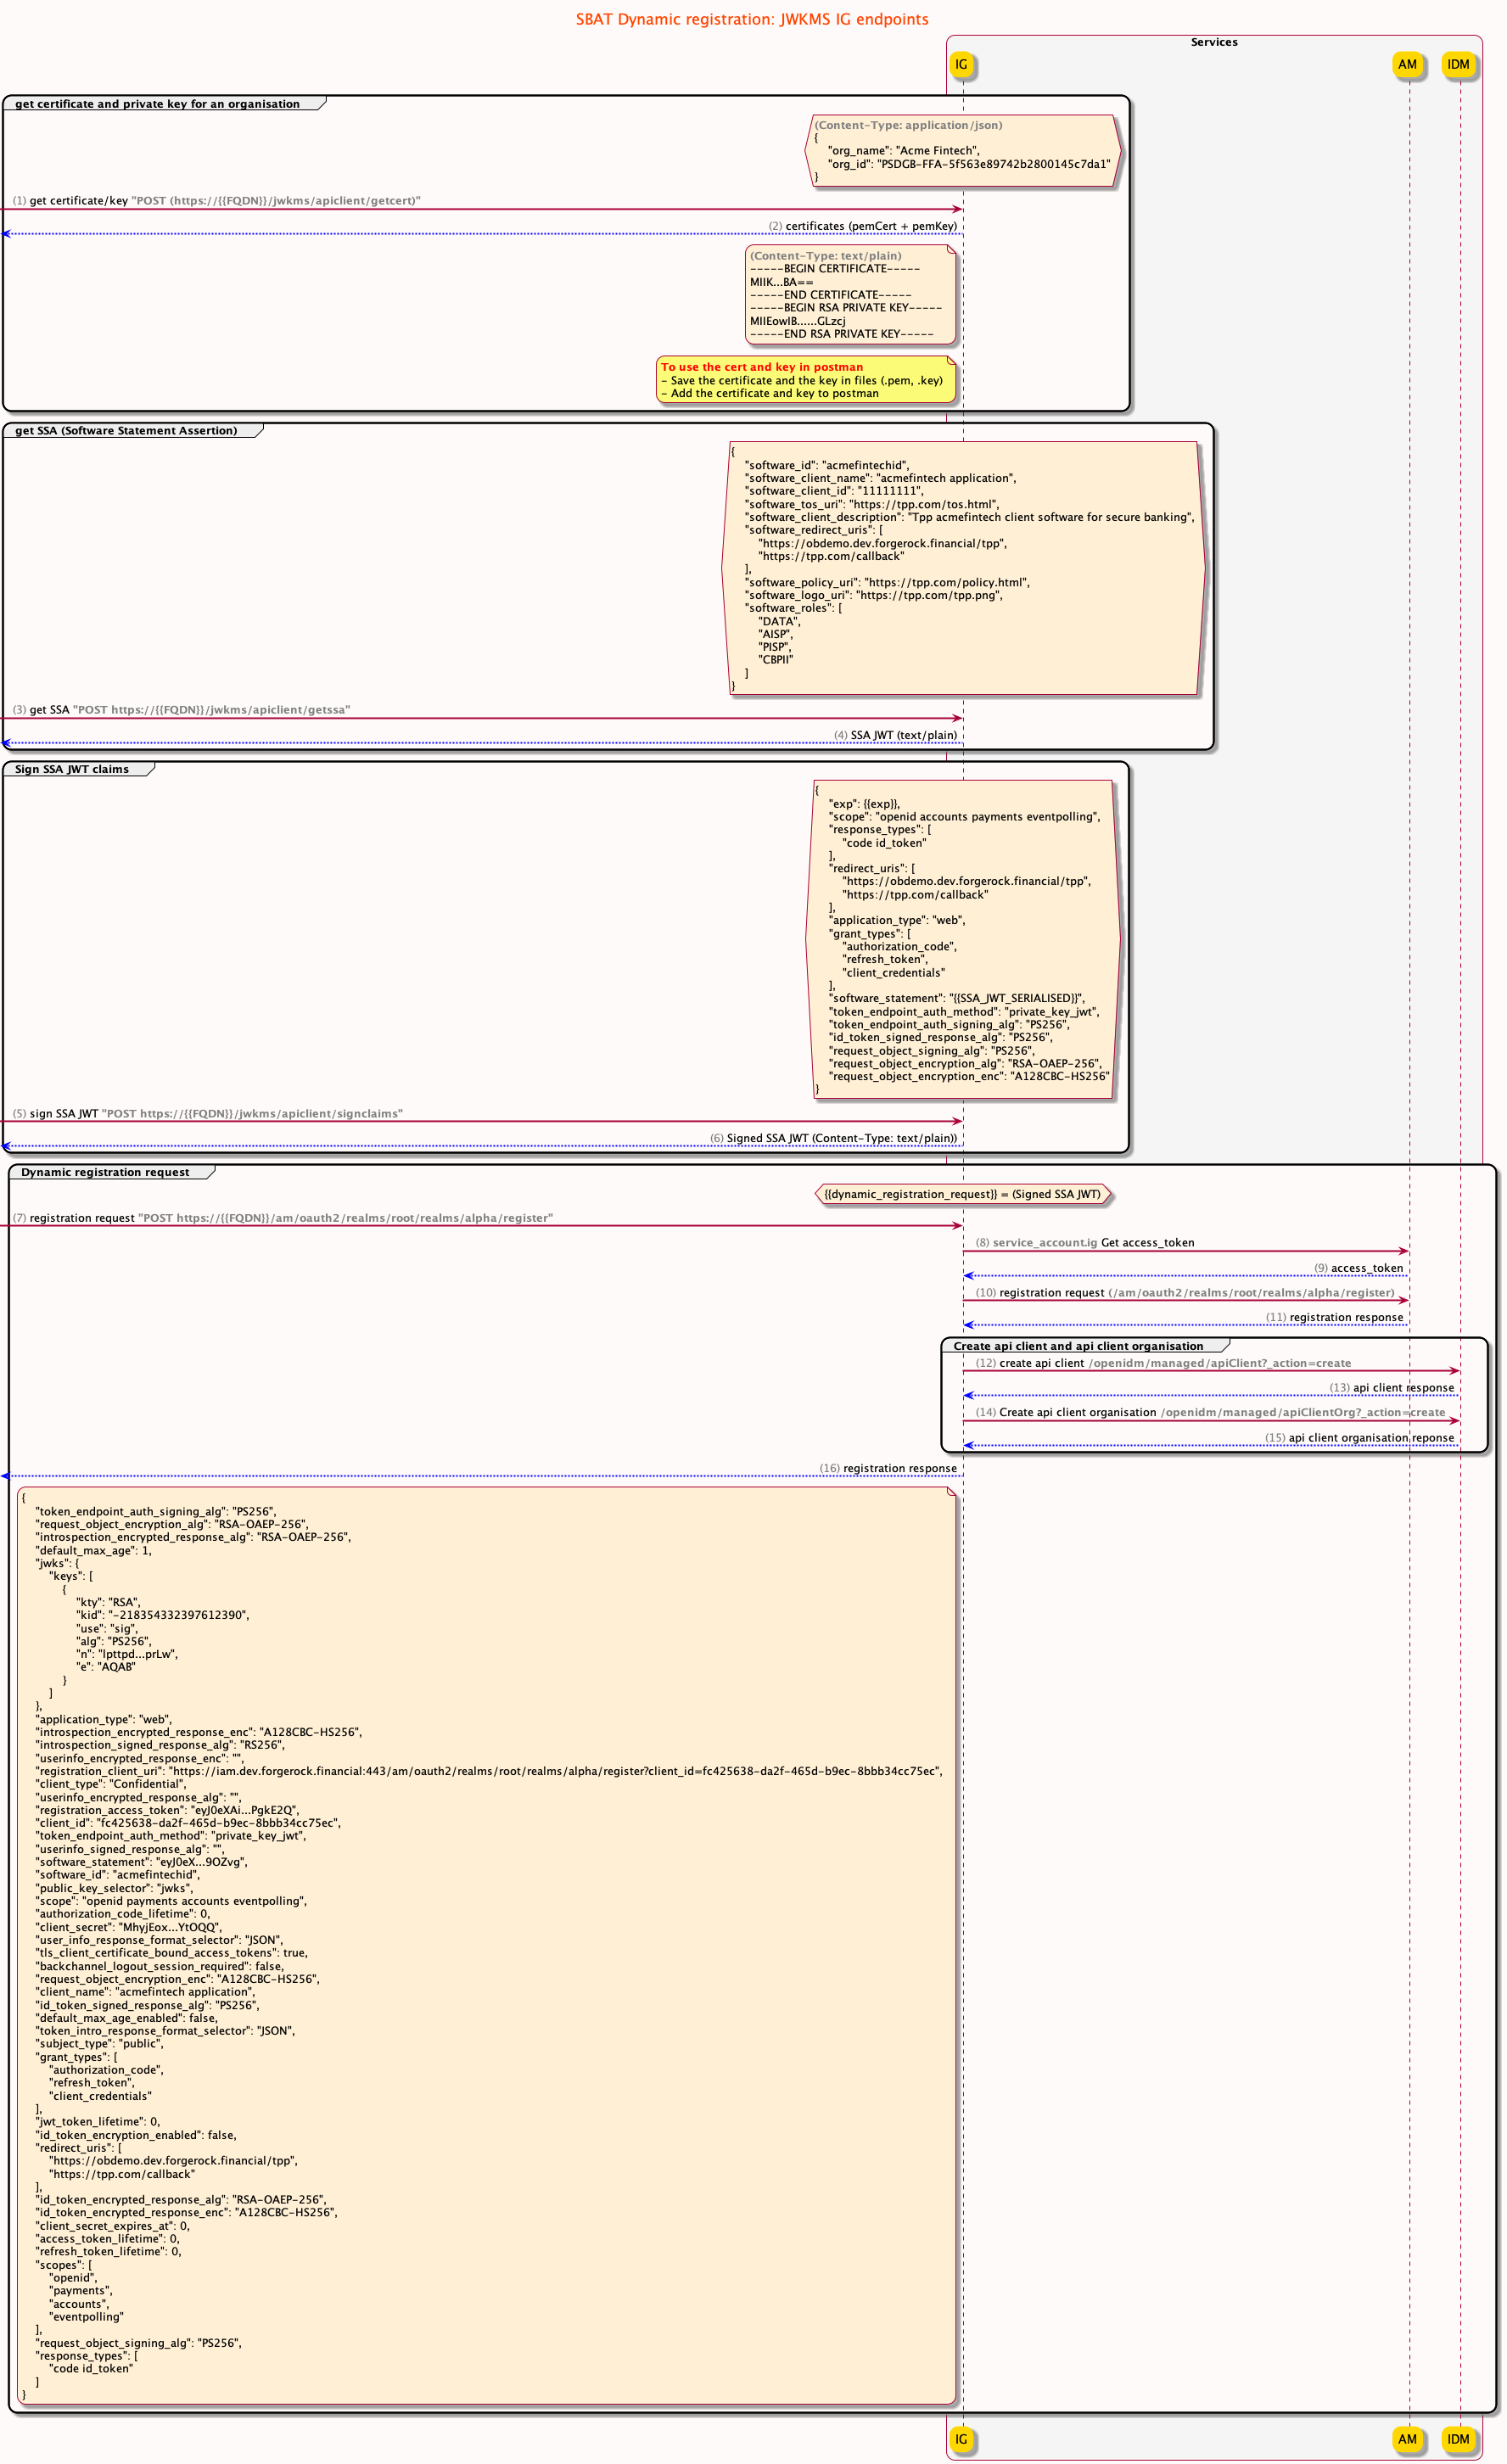 SBAT Dynamic registration: JWKMS IG endpoints
Services
IG
AM
IDM
get certificate and private key for an organisation
(Content-Type: application/json)
{
"org_name": "Acme Fintech",
"org_id": "PSDGB-FFA-5f563e89742b2800145c7da1"
}
(1) get certificate/key "POST (https://{{FQDN}}/jwkms/apiclient/getcert)"
(2) certificates (pemCert + pemKey)
(Content-Type: text/plain)
-----BEGIN CERTIFICATE-----
MIIK...BA==
-----END CERTIFICATE-----
-----BEGIN RSA PRIVATE KEY-----
MIIEowIB......GLzcj
-----END RSA PRIVATE KEY-----
To use the cert and key in postman
- Save the certificate and the key in files (.pem, .key)
- Add the certificate and key to postman
get SSA (Software Statement Assertion)
{
"software_id": "acmefintechid",
"software_client_name": "acmefintech application",
"software_client_id": "11111111",
"software_tos_uri": "https://tpp.com/tos.html",
"software_client_description": "Tpp acmefintech client software for secure banking",
"software_redirect_uris": [
"https://obdemo.dev.forgerock.financial/tpp",
"https://tpp.com/callback"
],
"software_policy_uri": "https://tpp.com/policy.html",
"software_logo_uri": "https://tpp.com/tpp.png",
"software_roles": [
"DATA",
"AISP",
"PISP",
"CBPII"
]
}
(3) get SSA "POST https://{{FQDN}}/jwkms/apiclient/getssa"
(4) SSA JWT (text/plain)
Sign SSA JWT claims
{
"exp": {{exp}},
"scope": "openid accounts payments eventpolling",
"response_types": [
"code id_token"
],
"redirect_uris": [
"https://obdemo.dev.forgerock.financial/tpp",
"https://tpp.com/callback"
],
"application_type": "web",
"grant_types": [
"authorization_code",
"refresh_token",
"client_credentials"
],
"software_statement": "{{SSA_JWT_SERIALISED}}",
"token_endpoint_auth_method": "private_key_jwt",
"token_endpoint_auth_signing_alg": "PS256",
"id_token_signed_response_alg": "PS256",
"request_object_signing_alg": "PS256",
"request_object_encryption_alg": "RSA-OAEP-256",
"request_object_encryption_enc": "A128CBC-HS256"
}
(5) sign SSA JWT "POST https://{{FQDN}}/jwkms/apiclient/signclaims"
(6) Signed SSA JWT (Content-Type: text/plain))
Dynamic registration request
{{dynamic_registration_request}} = (Signed SSA JWT)
(7) registration request "POST https://{{FQDN}}/am/oauth2/realms/root/realms/alpha/register"
(8) service_account.ig Get access_token
(9) access_token
(10) registration request (/am/oauth2/realms/root/realms/alpha/register)
(11) registration response
Create api client and api client organisation
(12) create api client /openidm/managed/apiClient?_action=create
(13) api client response
(14) Create api client organisation /openidm/managed/apiClientOrg?_action=create
(15) api client organisation reponse
(16) registration response
{
"token_endpoint_auth_signing_alg": "PS256",
"request_object_encryption_alg": "RSA-OAEP-256",
"introspection_encrypted_response_alg": "RSA-OAEP-256",
"default_max_age": 1,
"jwks": {
"keys": [
{
"kty": "RSA",
"kid": "-218354332397612390",
"use": "sig",
"alg": "PS256",
"n": "lpttpd...prLw",
"e": "AQAB"
}
]
},
"application_type": "web",
"introspection_encrypted_response_enc": "A128CBC-HS256",
"introspection_signed_response_alg": "RS256",
"userinfo_encrypted_response_enc": "",
"registration_client_uri": "https://iam.dev.forgerock.financial:443/am/oauth2/realms/root/realms/alpha/register?client_id=fc425638-da2f-465d-b9ec-8bbb34cc75ec",
"client_type": "Confidential",
"userinfo_encrypted_response_alg": "",
"registration_access_token": "eyJ0eXAi...PgkE2Q",
"client_id": "fc425638-da2f-465d-b9ec-8bbb34cc75ec",
"token_endpoint_auth_method": "private_key_jwt",
"userinfo_signed_response_alg": "",
"software_statement": "eyJ0eX...9OZvg",
"software_id": "acmefintechid",
"public_key_selector": "jwks",
"scope": "openid payments accounts eventpolling",
"authorization_code_lifetime": 0,
"client_secret": "MhyjEox...YtOQQ",
"user_info_response_format_selector": "JSON",
"tls_client_certificate_bound_access_tokens": true,
"backchannel_logout_session_required": false,
"request_object_encryption_enc": "A128CBC-HS256",
"client_name": "acmefintech application",
"id_token_signed_response_alg": "PS256",
"default_max_age_enabled": false,
"token_intro_response_format_selector": "JSON",
"subject_type": "public",
"grant_types": [
"authorization_code",
"refresh_token",
"client_credentials"
],
"jwt_token_lifetime": 0,
"id_token_encryption_enabled": false,
"redirect_uris": [
"https://obdemo.dev.forgerock.financial/tpp",
"https://tpp.com/callback"
],
"id_token_encrypted_response_alg": "RSA-OAEP-256",
"id_token_encrypted_response_enc": "A128CBC-HS256",
"client_secret_expires_at": 0,
"access_token_lifetime": 0,
"refresh_token_lifetime": 0,
"scopes": [
"openid",
"payments",
"accounts",
"eventpolling"
],
"request_object_signing_alg": "PS256",
"response_types": [
"code id_token"
]
}
IG
AM
IDM